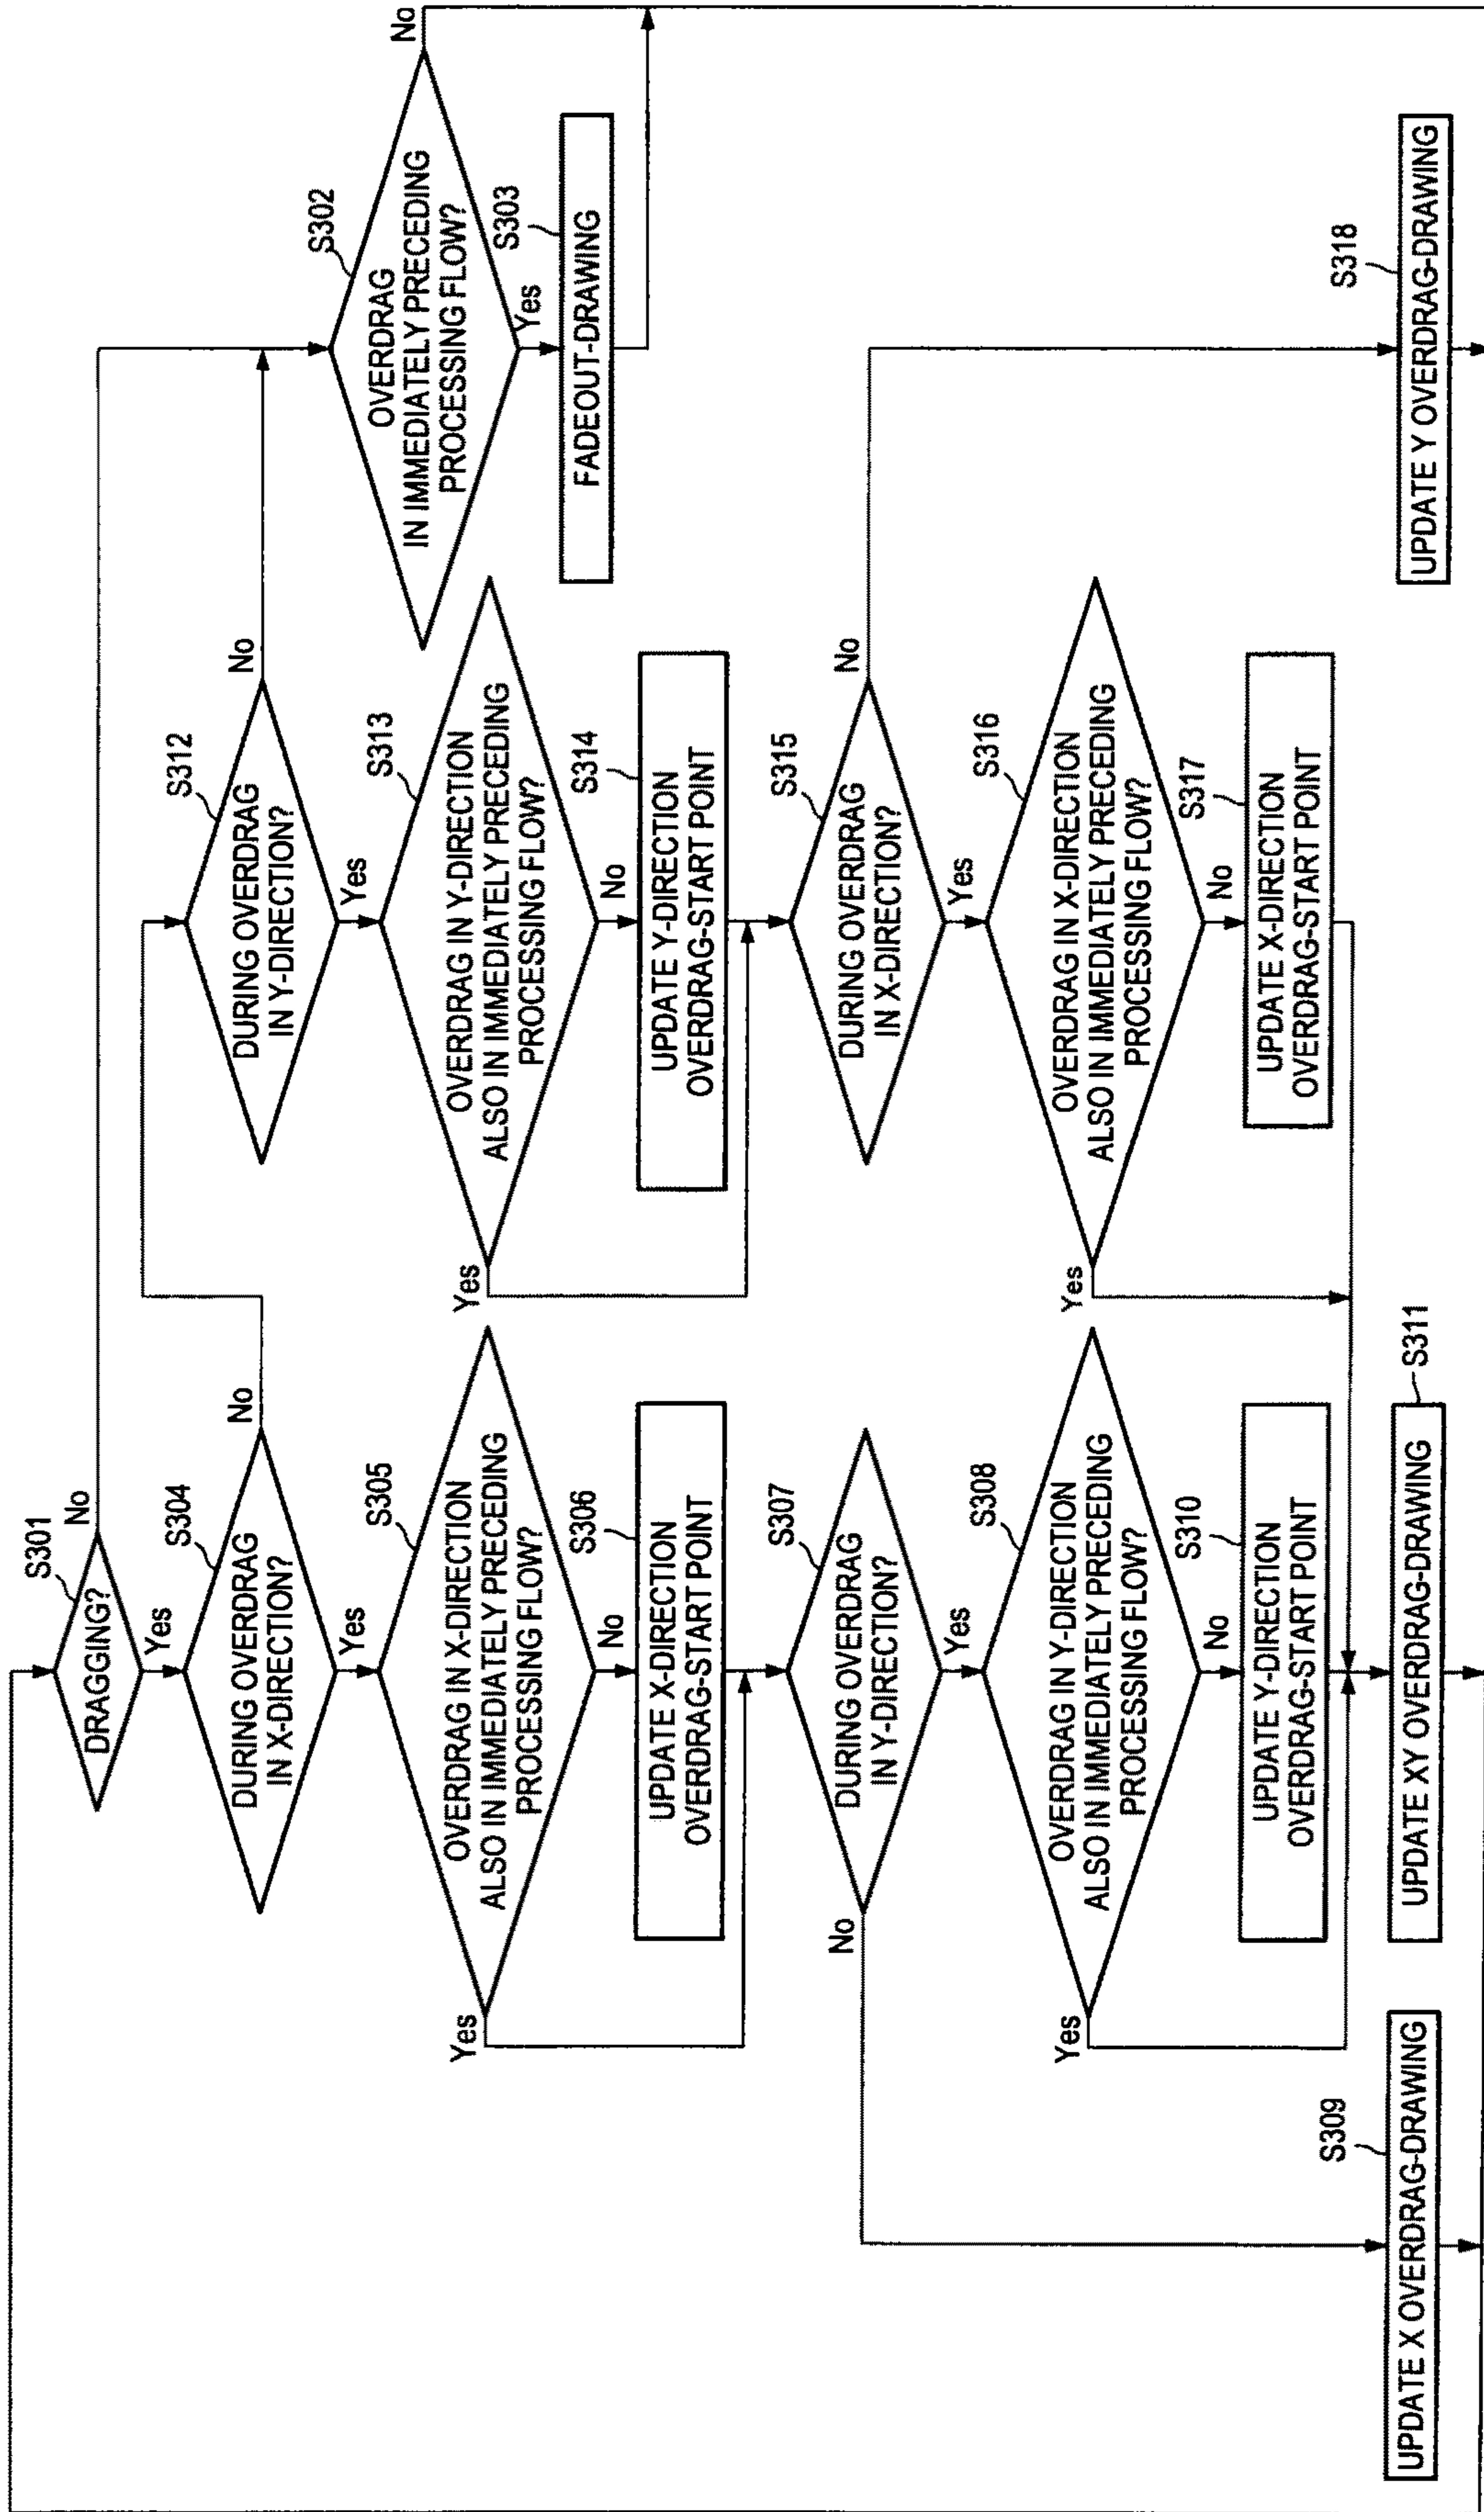 S301
DRAGGING?
No
Yes
S304
DURING OVERDRAG
IN X-DIRECTION?
No
Yes
S305
OVERDRAG IN X-DIRECTION
ALSO IN IMMEDIATELY PRECEDING
PROCESSING FLOW?
Yes
No
S306
UPDATE X-DIRECTION
OVERDRAG-START POINT
S307
DURING OVERDRAG
IN Y-DIRECTION?
No
Yes
S308
OVERDRAG IN Y-DIRECTION
ALSO IN IMMEDIATELY PRECEDING
PROCESSING FLOW?
Yes
No
S310
UPDATE Y-DIRECTION
OVERDRAG-START POINT
S309
UPDATE X OVERDRAG-DRAWING
S311
UPDATE XY OVERDRAG-DRAWING
S312
DURING OVERDRAG
IN Y-DIRECTION?
No
Yes
S313
OVERDRAG IN Y-DIRECTION
ALSO IN IMMEDIATELY PRECEDING
PROCESSING FLOW?
Yes
No
S314
UPDATE Y-DIRECTION
OVERDRAG-START POINT
S315
DURING OVERDRAG
IN X-DIRECTION?
No
Yes
S316
OVERDRAG IN X-DIRECTION
ALSO IN IMMEDIATELY PRECEDING
PROCESSING FLOW?
Yes
No
S317
UPDATE X-DIRECTION
OVERDRAG-START POINT
S302
OVERDRAG
IN IMMEDIATELY PRECEDING
PROCESSING FLOW?
No
Yes
S303
FADEOUT-DRAWING
S318
UPDATE Y OVERDRAG-DRAWING